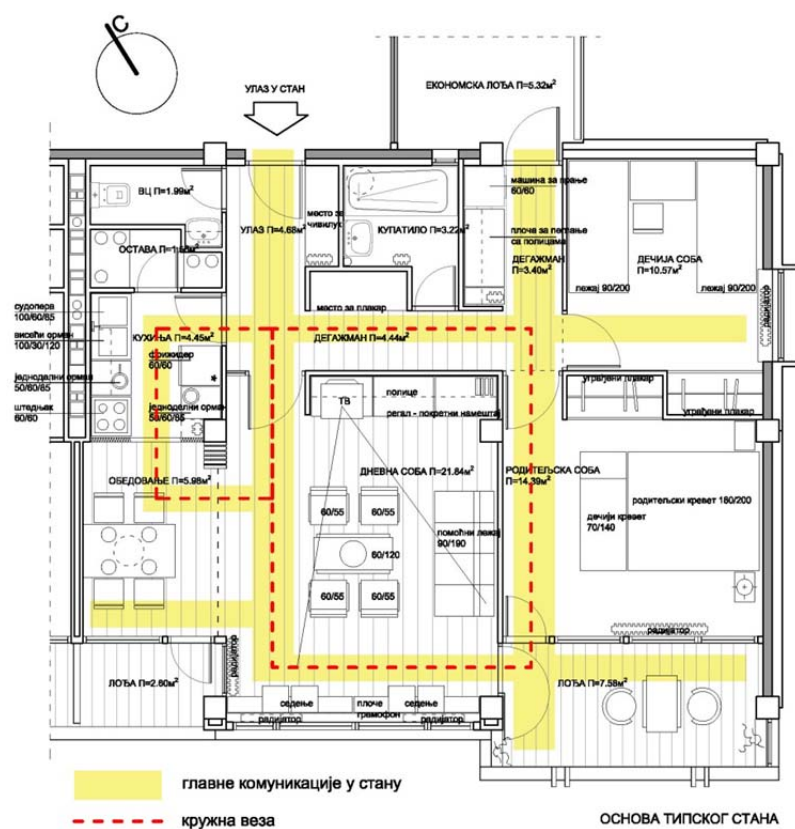 С
УЛАЗ У СТАН
ЕКОНОМСКА ЛОЂА П=5.32м²
ВЦ П=1.99м²
машина за прање
60/60
место за
чивилук
УЛАЗ П=4.68м²
КУПАТИЛО П=3.22м²
плоча за пеглање
са полицама
ОСТАВА
ДЕГАЖМАН
П=3.40м²
ДЕЧИЈА СОБА
П=10.57м²
лежај 90/200
лежај 90/200
радијатор
судопера
100/60/85
место за плакар
висећи орман
100/30/120
КУХИЊА П=4.45м²
ДЕГАЖМАН П=4.44м²
фрижидер
60/60
једноделни орман
50/60/85
штедњак
60/60
једноделни орман
50/60/85
ТВ
полице
регал - покретни намештај
уграђени плакар
уграђени плакар
ОБЕДОВАЊЕ П=5.98м²
ДНЕВНА СОБА П=21.84м²
РОДИТЕЉСКА СОБА
П=14.39м²
родитељски кревет 180/200
дечији кревет
70/140
60/55
60/55
помоћни лежај
90/190
60/120
60/55
60/55
радијатор
радијатор
ЛОЂА П=2.60м²
ЛОЂА П=7.58м²
седење
плоче
грамофон
седење
радијатор
радијатор
главне комуникације у стану
кружна веза
ОСНОВА ТИПСКОГ СТАНА